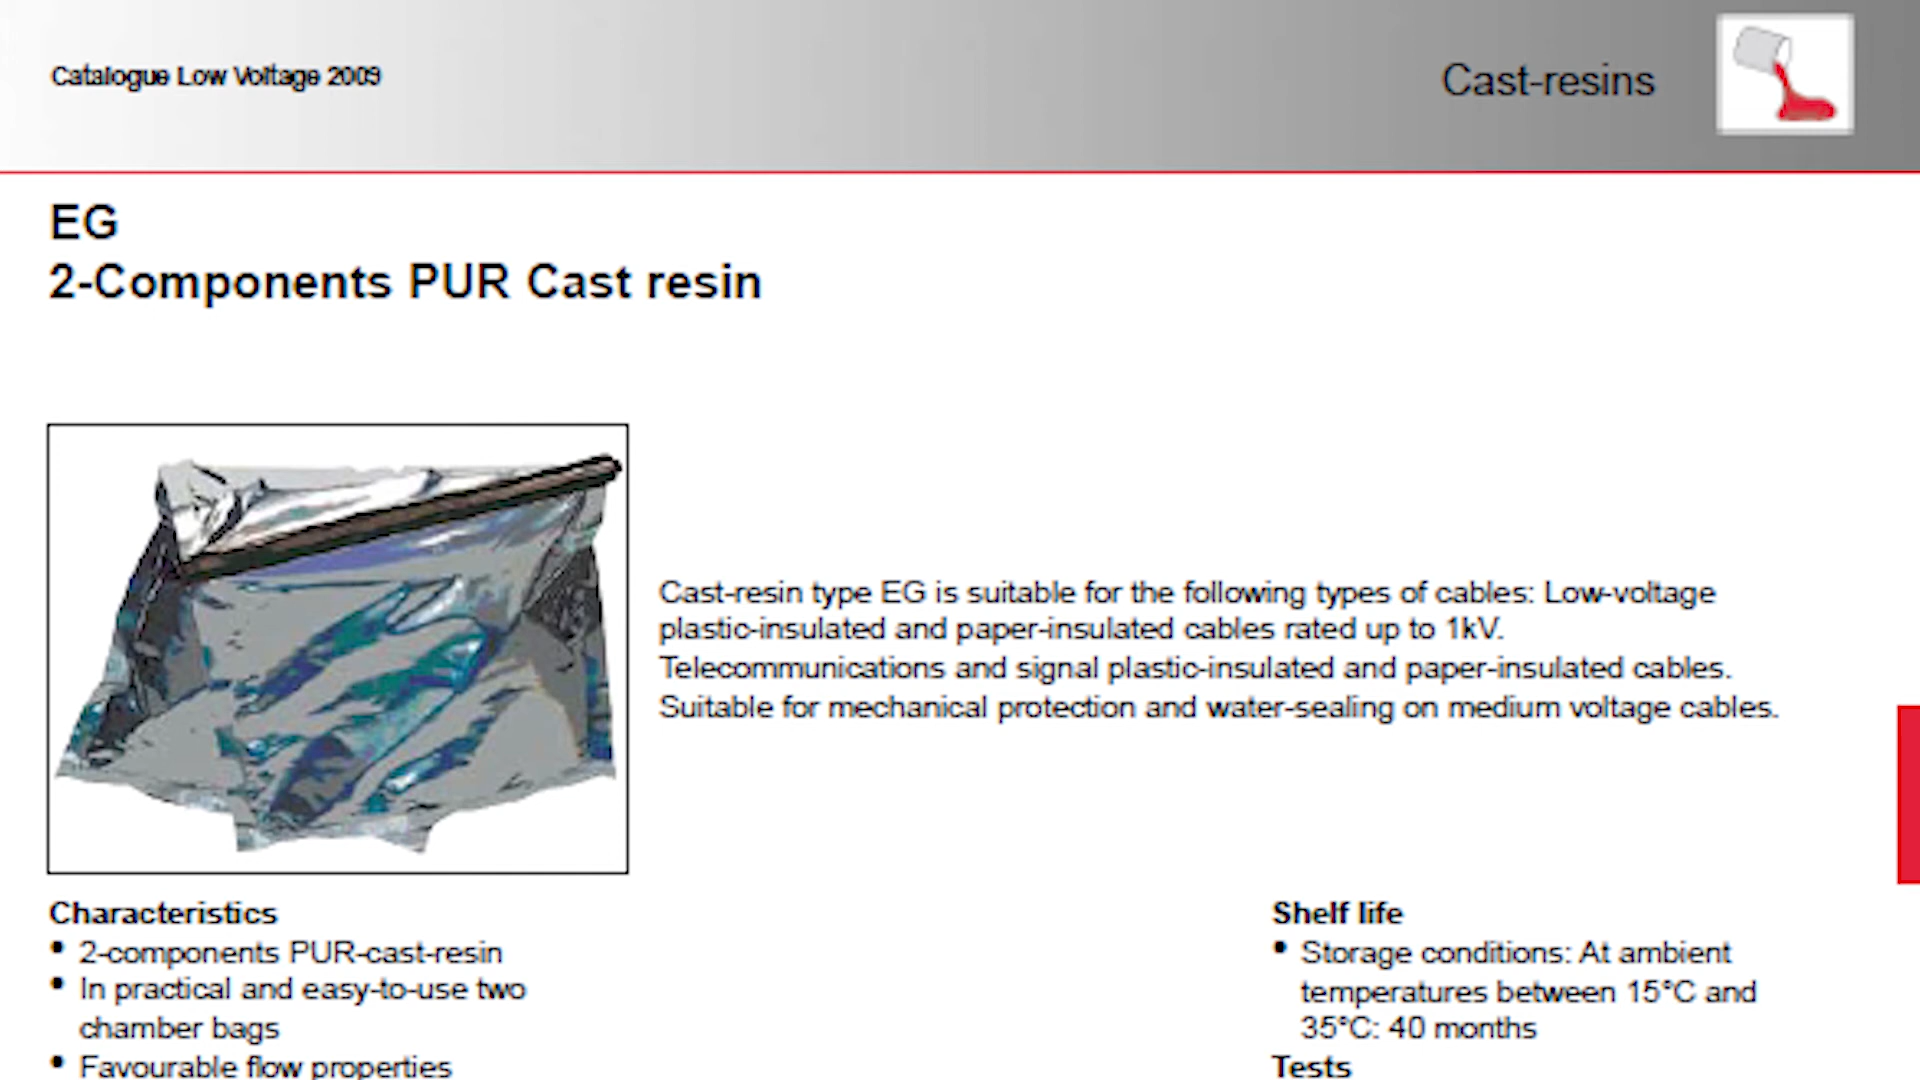 Catalogue Low Voltage 2009
Cast-resins
EG
2-Components PUR Cast resin
Cast-resin type EG is suitable for the following types of cables: Low-voltage
plastic-insulated and paper-insulated cables rated up to 1kV.
Telecommunications and signal plastic-insulated and paper-insulated cables.
Suitable for mechanical protection and water-sealing on medium voltage cables.
Characteristics
• 2-components PUR-cast-resin
• In practical and easy-to-use two
chamber bags
• Favourable flow properties
Shelf life
• Storage conditions: At ambient
temperatures between 15°C and
35°C: 40 months
Tests